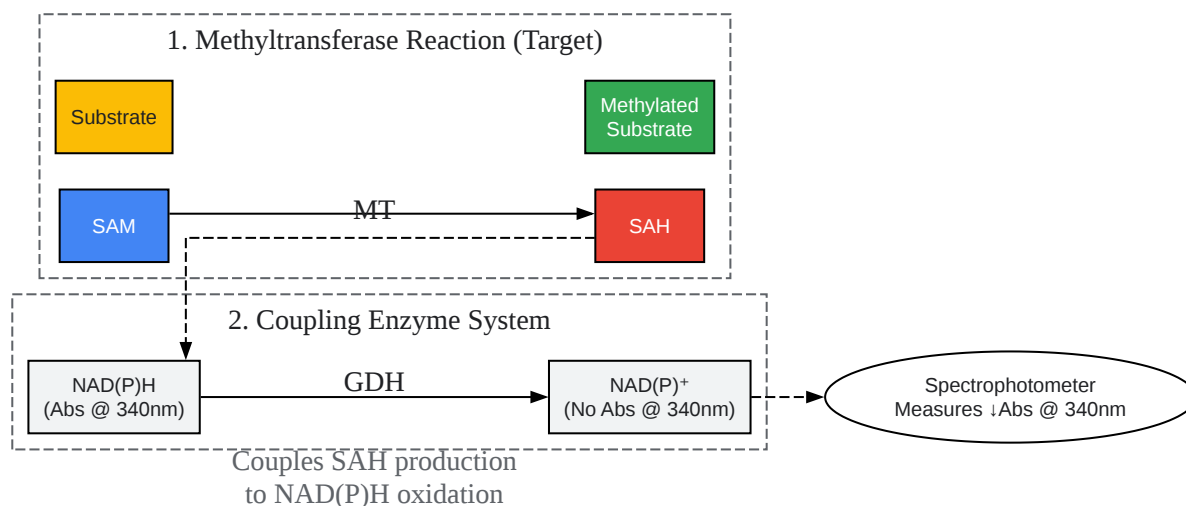 1. Methyltransferase Reaction (Target)
Substrate
Methylated
Substrate
SAM
MT
SAH
2. Coupling Enzyme System
NAD(P)H
(Abs @ 340nm)
GDH
NAD(P)⁺
(No Abs @ 340nm)
Spectrophotometer
Measures ↓Abs @ 340nm
Couples SAH production
to NAD(P)H oxidation